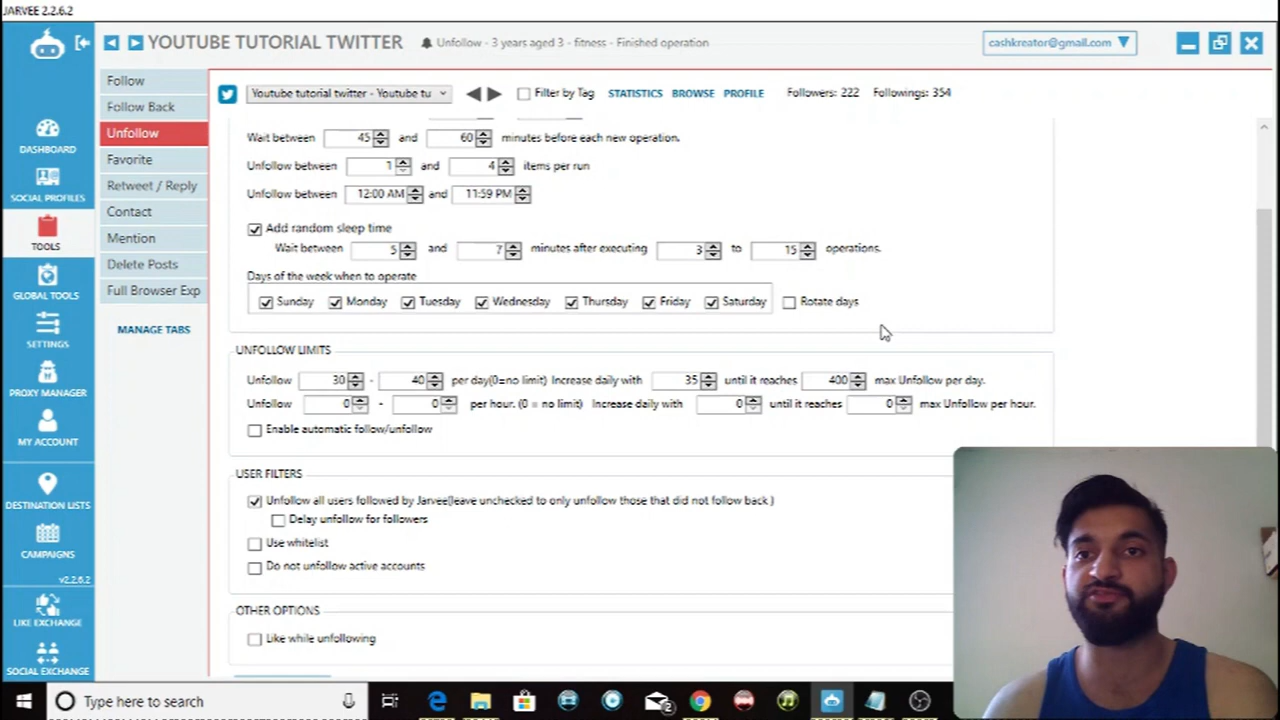 JARVEE 2.2.6.2
YOUTUBE TUTORIAL TWITTER
Unfollow - 3 years aged 3 - fitness - Finished operation
cashkreator@gmail.com
Follow
Follow Back
Unfollow
Favorite
Retweet / Reply
Contact
Mention
Delete Posts
Full Browser Exp
MANAGE TABS
DASHBOARD
SOCIAL PROFILES
TOOLS
GLOBAL TOOLS
SETTINGS
PROXY MANAGER
MY ACCOUNT
DESTINATION LISTS
CAMPAIGNS
v2.2.6.2
LIKE EXCHANGE
SOCIAL EXCHANGE
Youtube tutorial twitter - Youtube tu
Filter by Tag STATISTICS BROWSE PROFILE Followers: 222 Followings: 354
Wait between 45 and 60 minutes before each new operation.
Unfollow between 1 and 4 items per run
Unfollow between 12:00 AM and 11:59 PM
Add random sleep time
Wait between 5 and 7 minutes after executing 3 to 15 operations.
Days of the week when to operate
Sunday Monday Tuesday Wednesday Thursday Friday Saturday Rotate days
UNFOLLOW LIMITS
Unfollow 30 - 40 per day(0=no limit) Increase daily with 35 until it reaches 400 max Unfollow per day.
Unfollow 0 - 0 per hour. (0 = no limit) Increase daily with 0 until it reaches 0 max Unfollow per hour.
Enable automatic follow/unfollow
USER FILTERS
Unfollow all users followed by Jarvee(leave unchecked to only unfollow those that did not follow back )
Delay unfollow for followers
Use whitelist
Do not unfollow active accounts
OTHER OPTIONS
Like while unfollowing
Type here to search
2